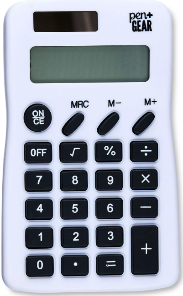 pen+
GEAR
ON
CE
MRC M- M+
OFF √ % ÷
7 8 9 ×
4 5 6 −
1 2 3 +
0 . =